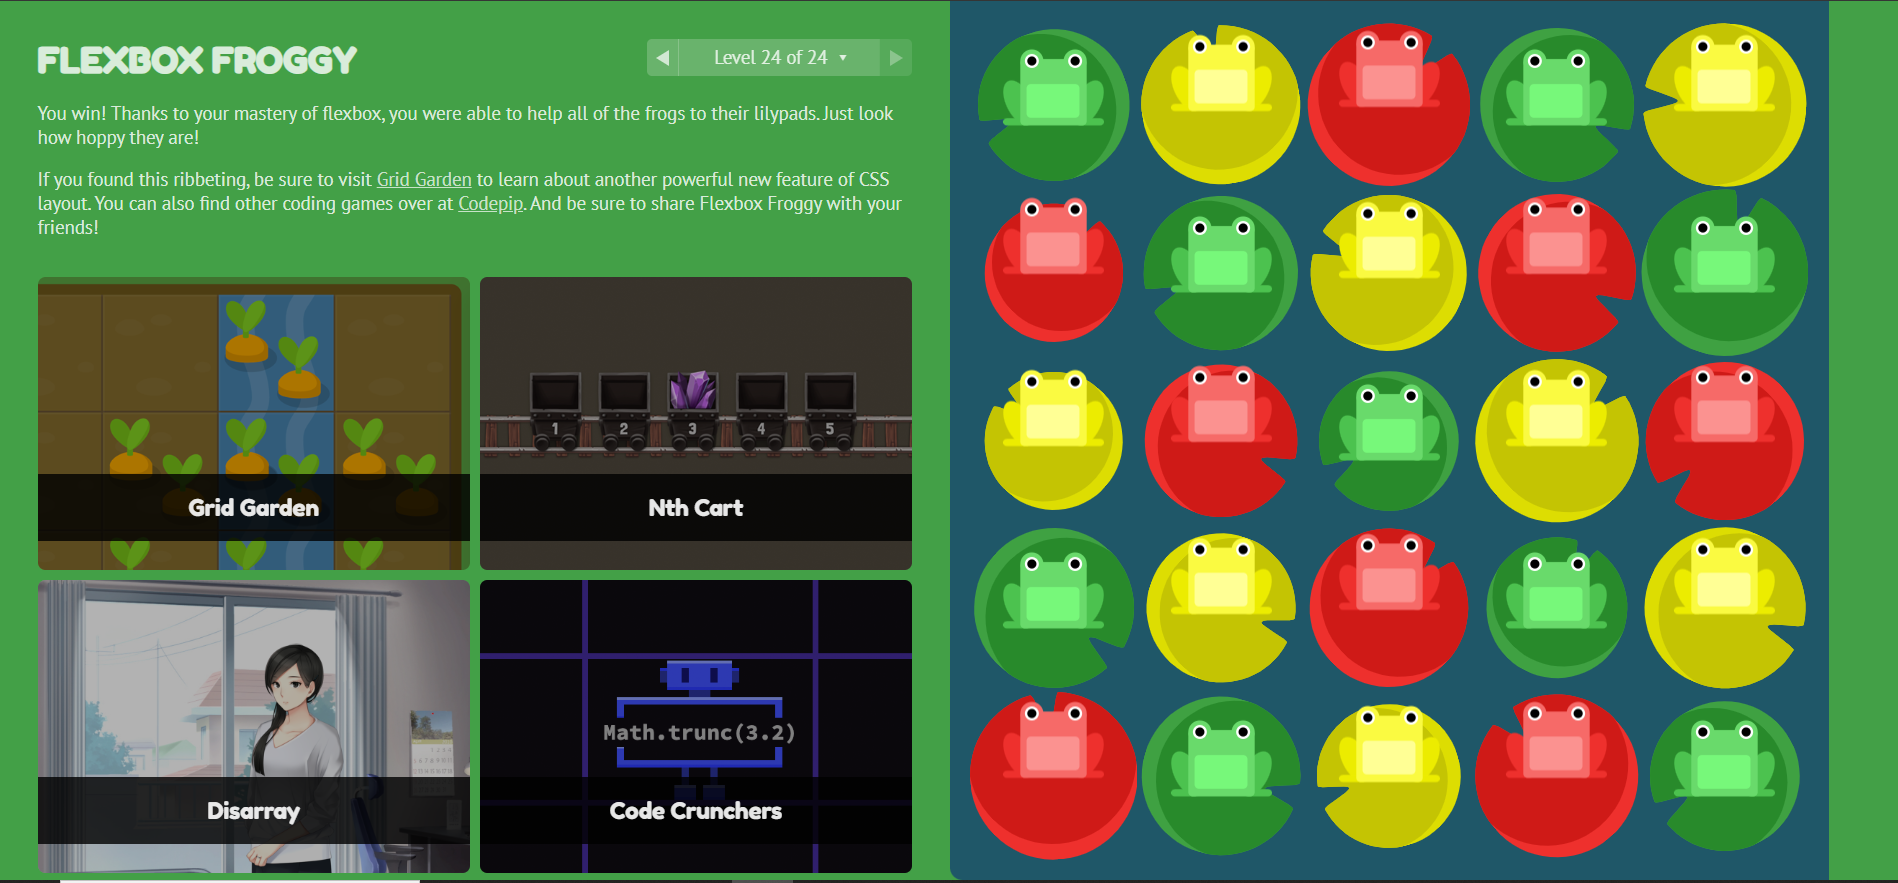 FLEXBOX FROGGY
Level 24 of 24
You win! Thanks to your mastery of flexbox, you were able to help all of the frogs to their lilypads. Just look
how hoppy they are!
If you found this ribbeting, be sure to visit Grid Garden to learn about another powerful new feature of CSS
layout. You can also find other coding games over at Codepip. And be sure to share Flexbox Froggy with your
friends!
1 2 3 4 5
Grid Garden
Nth Cart
Math.trunc(3.2)
Disarray
Code Crunchers